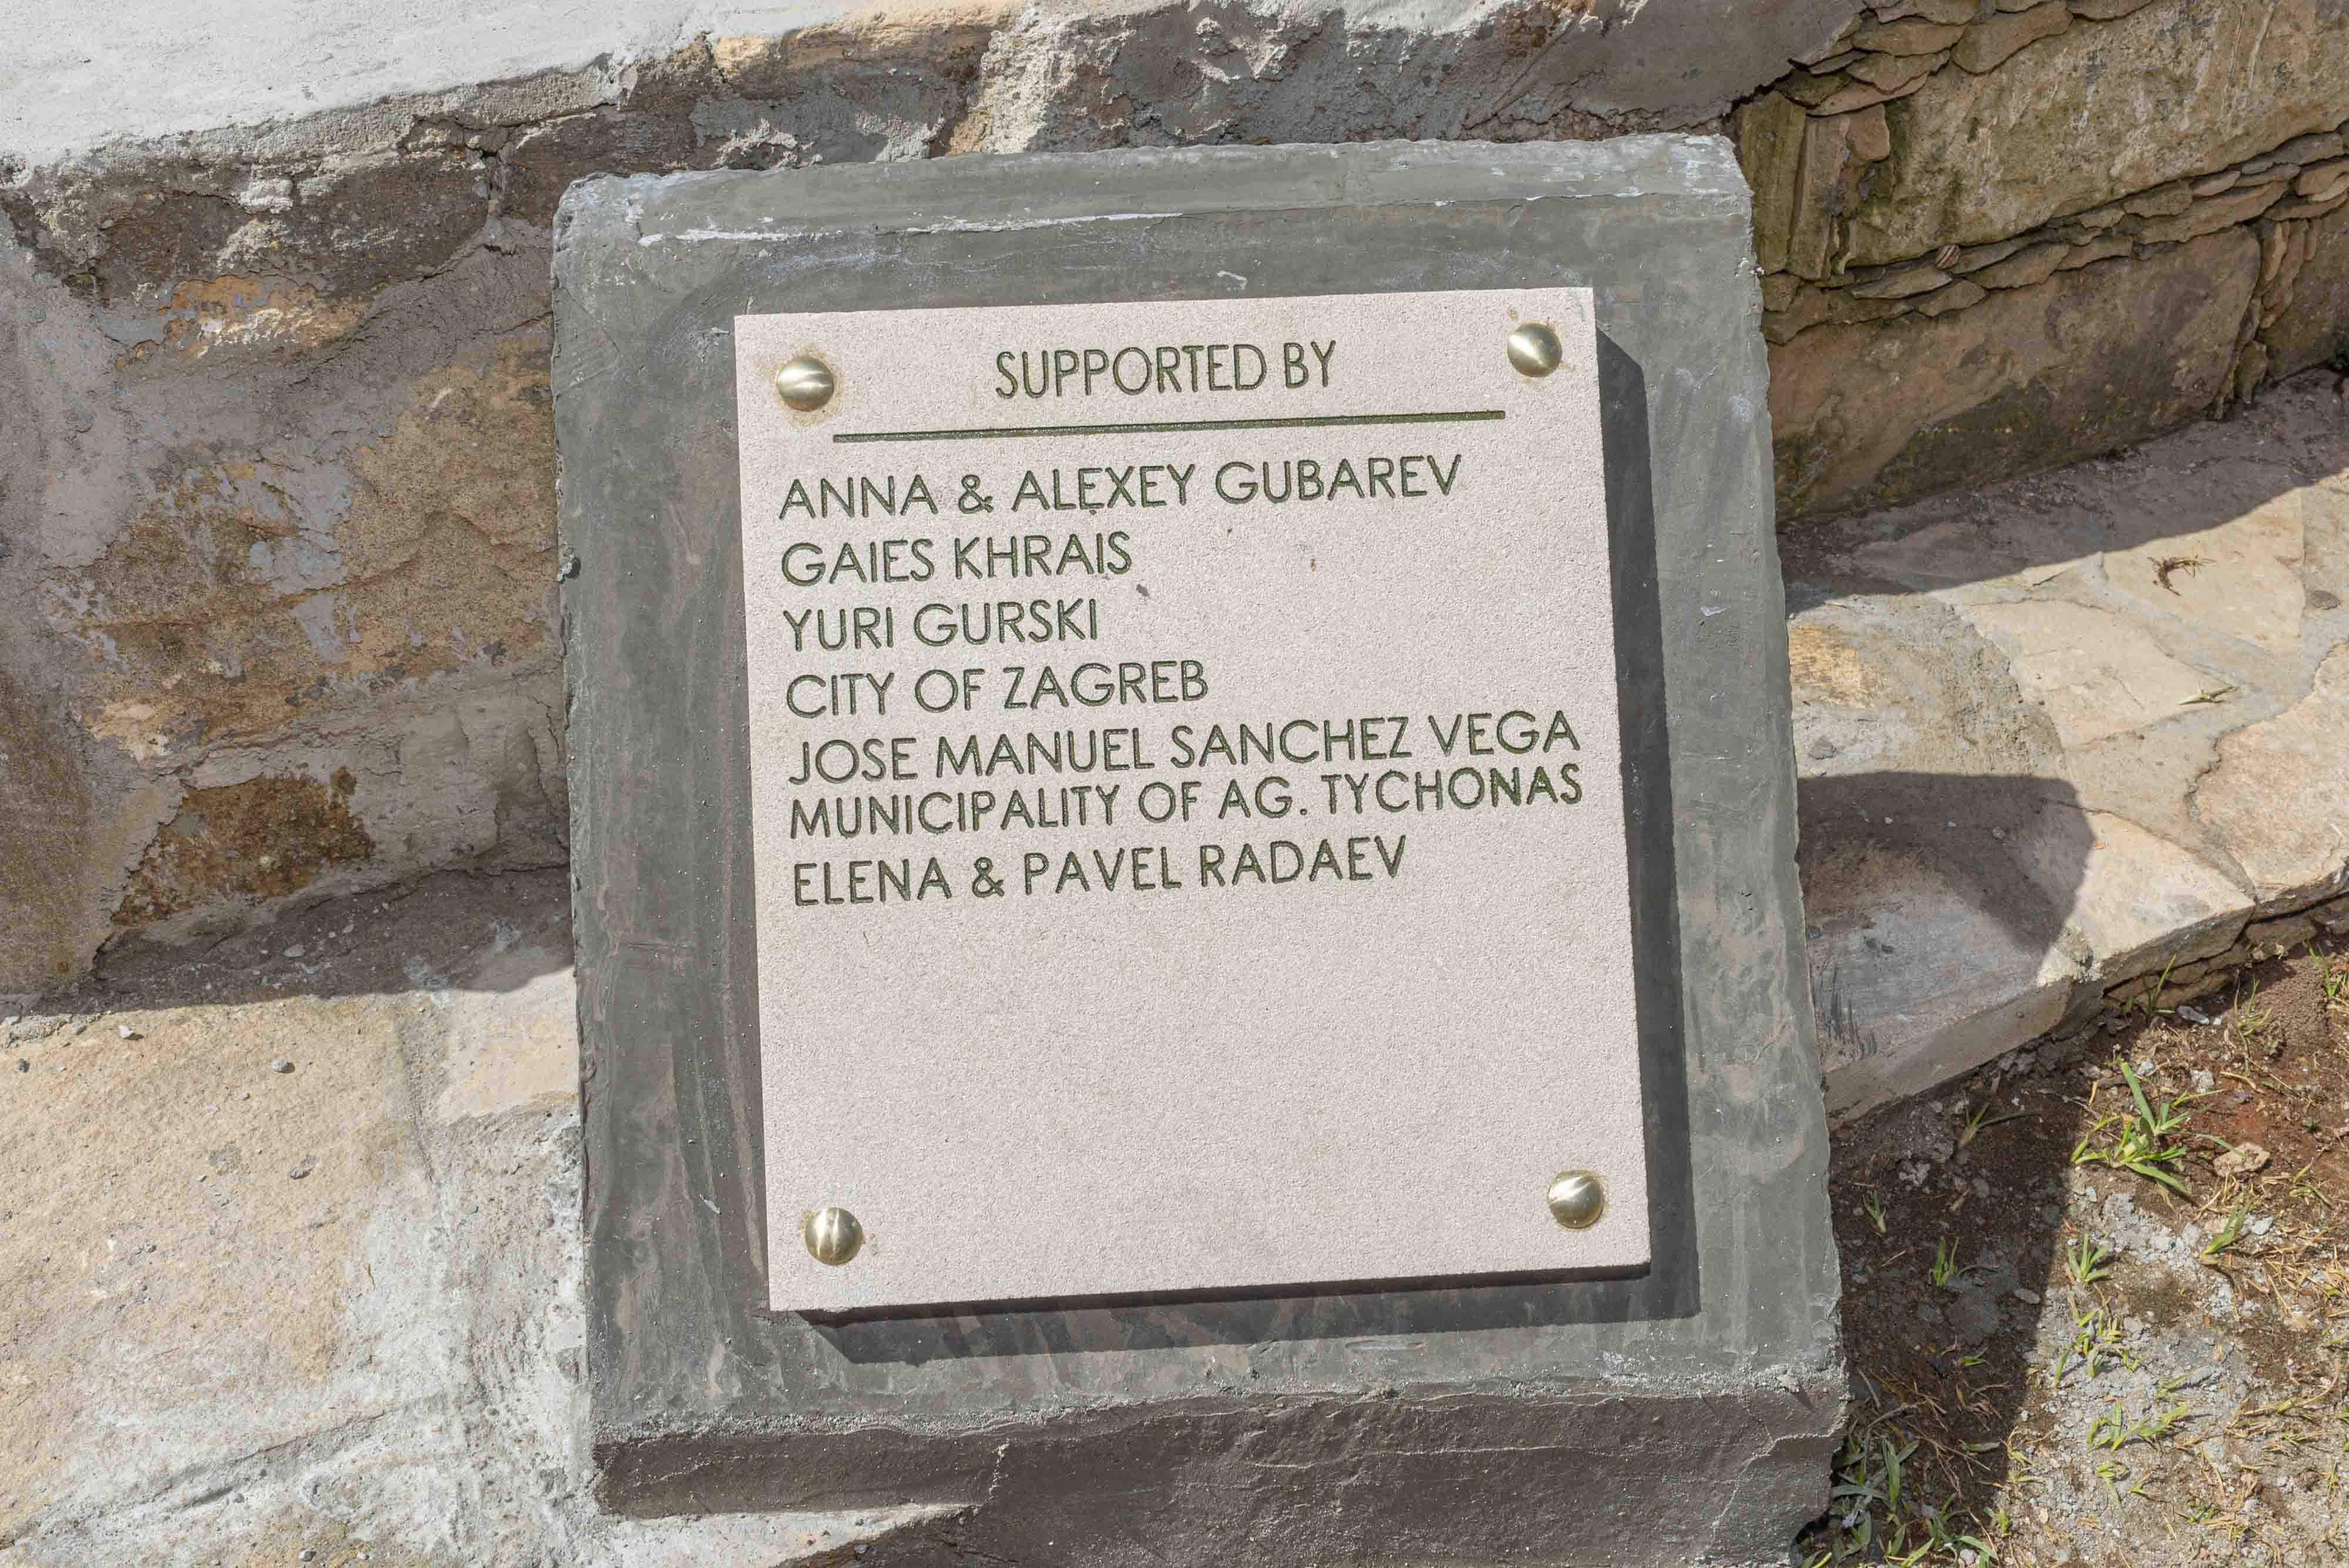 SUPPORTED BY
ANNA & ALEXEY GUBAREV
GAIES KHRAIS
YURI GURSKI
CITY OF ZAGREB
JOSE MANUEL SANCHEZ VEGA
MUNICIPALITY OF AG. TYCHONAS
ELENA & PAVEL RADAEV